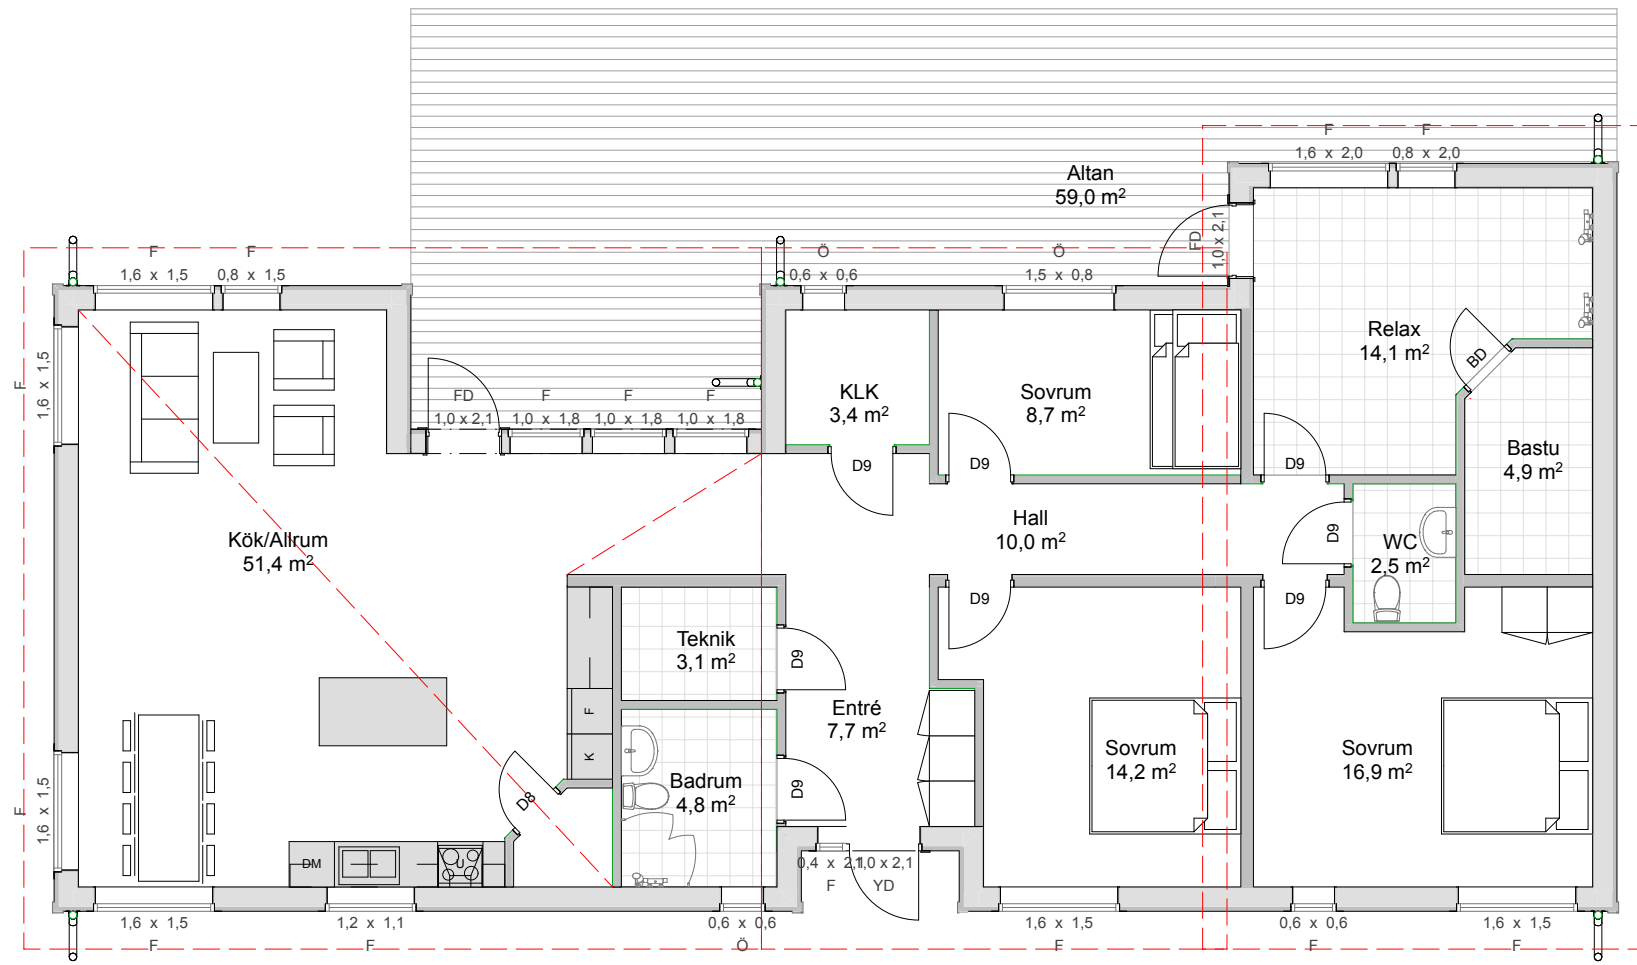 Altan
59,0 m²
F
1,6 x 2,0
F
0,8 x 2,0
FD
1,0 x 2,1
F
1,6 x 1,5
F
0,8 x 1,5
Ö
0,6 x 0,6
Ö
1,5 x 0,8
F
1,6 x 1,5
FD
1,0 x 2,1
F
1,0 x 1,8
F
1,0 x 1,8
F
1,0 x 1,8
KLK
3,4 m²
Sovrum
8,7 m²
Relax
14,1 m²
BD
Bastu
4,9 m²
D9
D9
D9
Kök/Allrum
51,4 m²
Hall
10,0 m²
D9
WC
2,5 m²
D9
D9
Teknik
3,1 m²
D9
Entré
7,7 m²
F
K
D8
Badrum
4,8 m²
D9
Sovrum
14,2 m²
Sovrum
16,9 m²
F
1,6 x 1,5
DM
U
0,4 x 2,1
F
1,0 x 2,1
YD
1,6 x 1,5
F
1,2 x 1,1
F
0,6 x 0,6
Ö
1,6 x 1,5
F
0,6 x 0,6
F
1,6 x 1,5
F